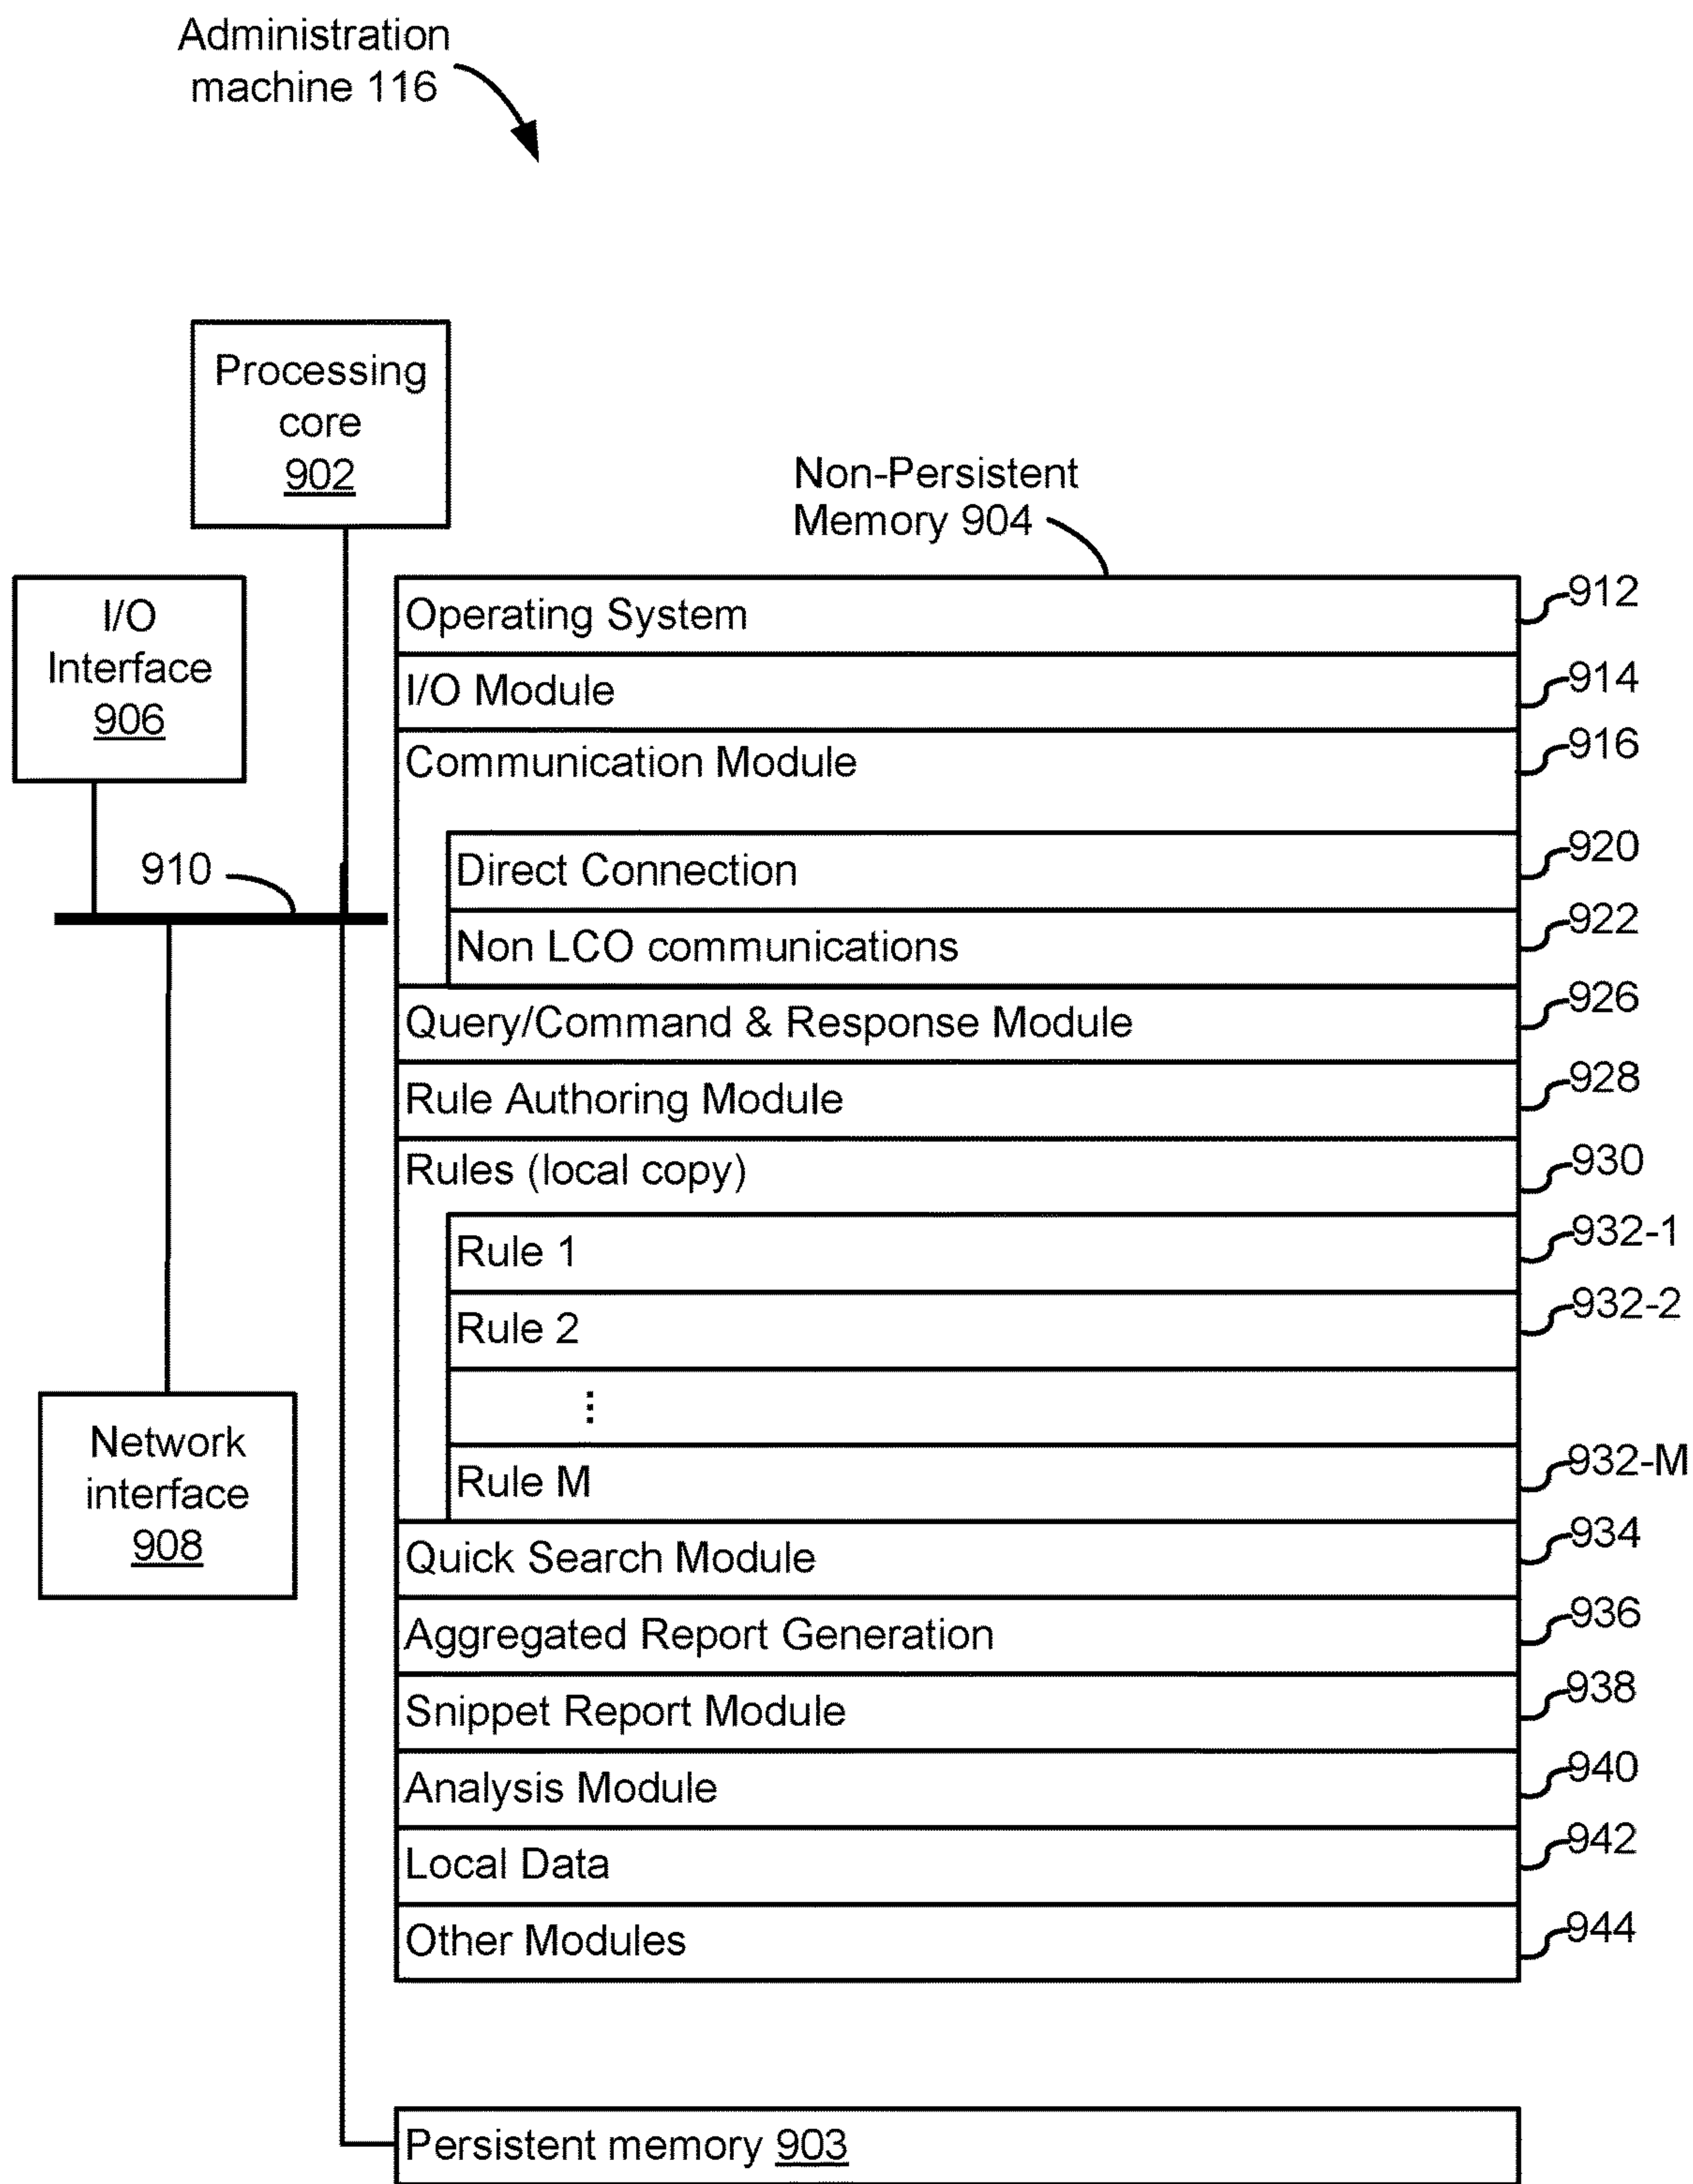 Administration
machine 116
Processing
core
902
Non-Persistent
Memory 904
I/O
Interface
906
910
Network
interface
908
Operating System
912
I/O Module
914
Communication Module
916
Direct Connection
920
Non LCO communications
922
Query/Command & Response Module
926
Rule Authoring Module
928
Rules (local copy)
930
Rule 1
932-1
Rule 2
932-2
⋮
Rule M
932-M
Quick Search Module
934
Aggregated Report Generation
936
Snippet Report Module
938
Analysis Module
940
Local Data
942
Other Modules
944
Persistent memory 903